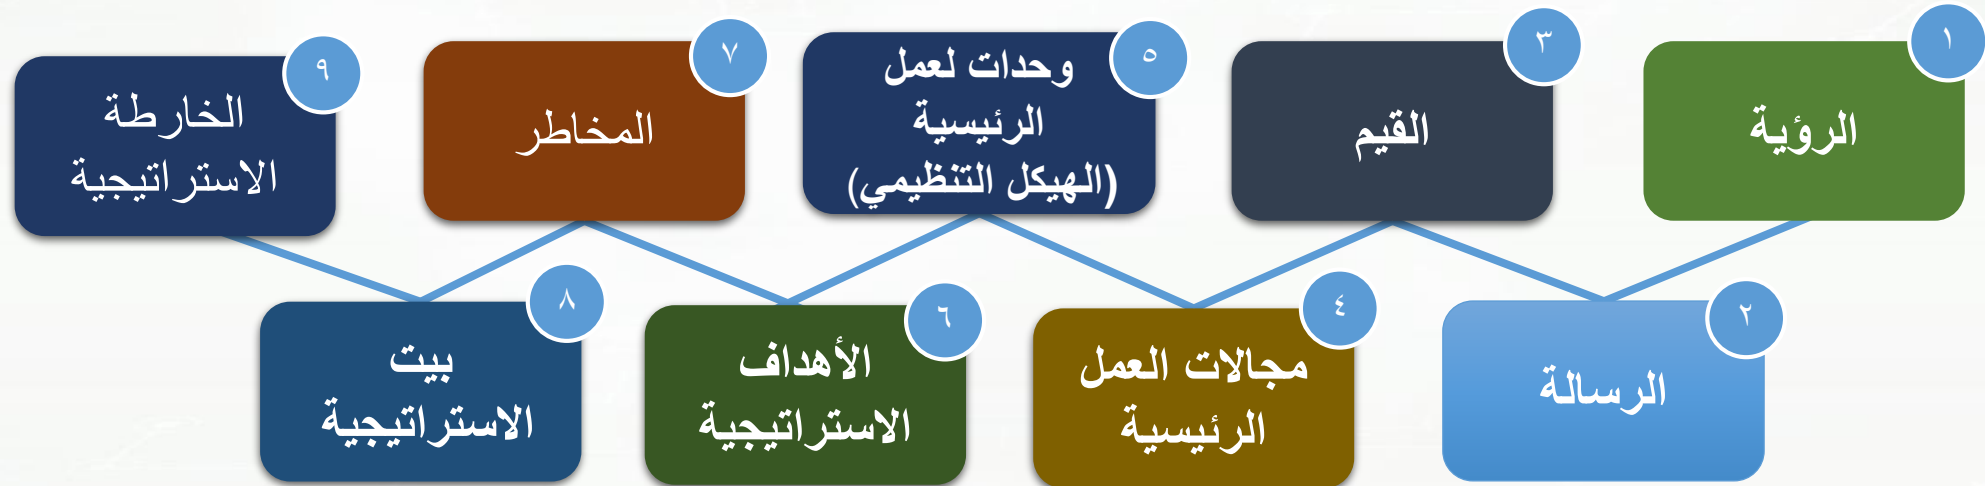 ١
الرؤية
٢
الرسالة
٣
القيم
٤
مجالات العمل
الرئيسية
٥
وحدات لعمل
الرئيسية
(الهيكل التنظيمي)
٦
الأهداف
الاستراتيجية
٧
المخاطر
٨
بيت
الاستراتيجية
٩
الخارطة
الاستراتيجية